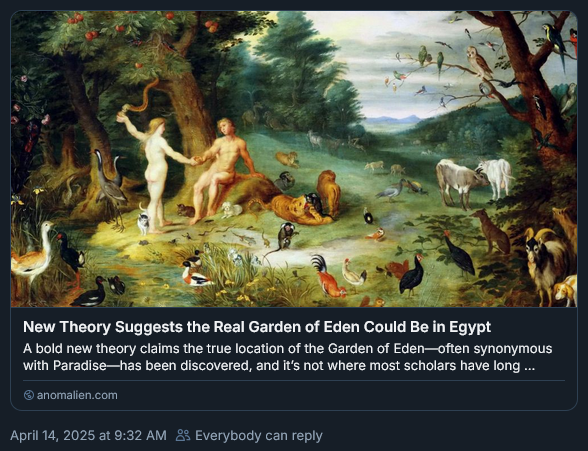 New Theory Suggests the Real Garden of Eden Could Be in Egypt
A bold new theory claims the true location of the Garden of Eden—often synonymous
with Paradise—has been discovered, and it’s not where most scholars have long ...
anomalien.com
April 14, 2025 at 9:32 AM Everybody can reply